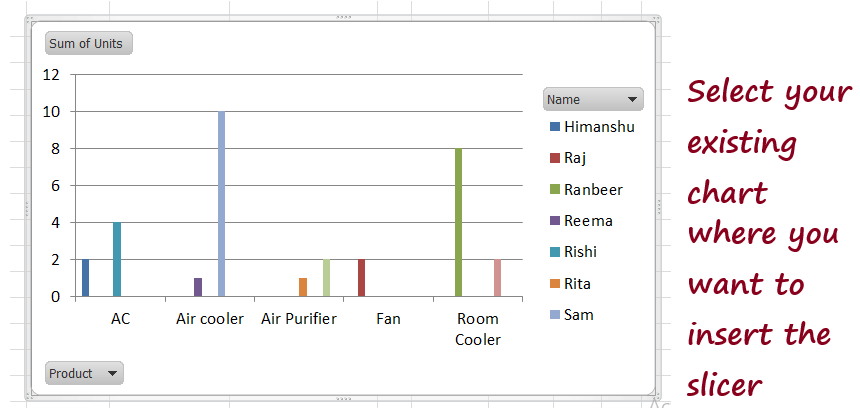 Sum of Units
12
10
8
6
4
2
0
AC
Air cooler
Air Purifier
Fan
Room
Cooler
Product
Name
Himanshu
Raj
Ranbeer
Reema
Rishi
Rita
Sam
Select your
existing
chart
where you
want to
insert the
slicer